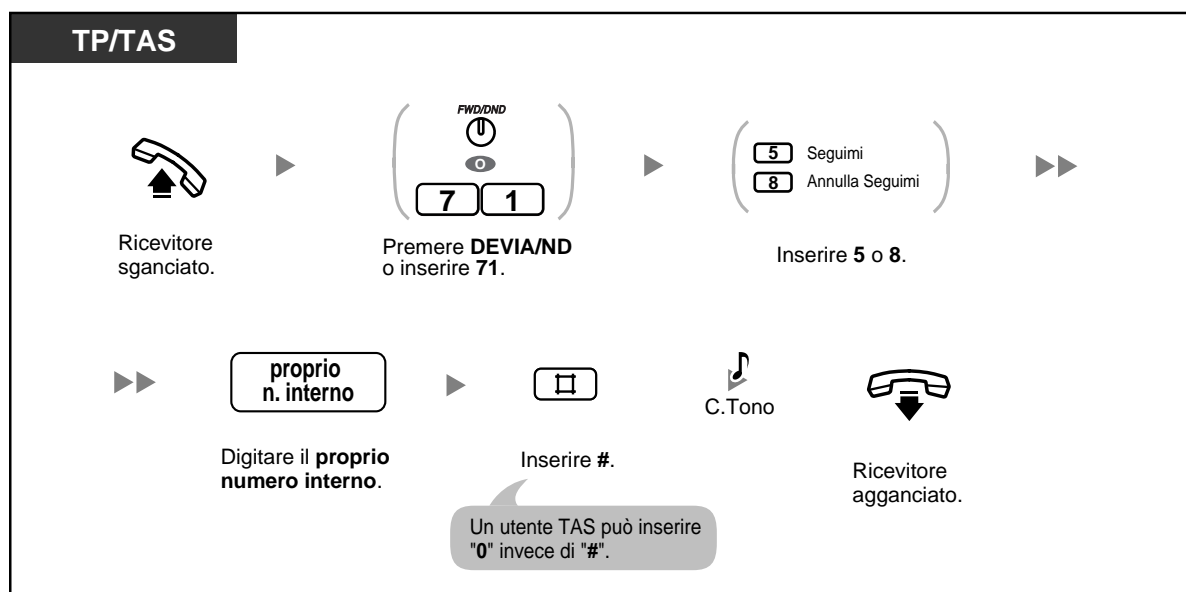 TP/TAS
FWD/DND
O
7 1
5 Seguimi
8 Annulla Seguimi
Ricevitore
sganciato.
Premere DEVIA/ND
o inserire 71.
Inserire 5 o 8.
proprio
n. interno
#
C.Tono
Digitare il proprio
numero interno.
Inserire #.
Ricevitore
agganciato.
Un utente TAS può inserire
"0" invece di "#".